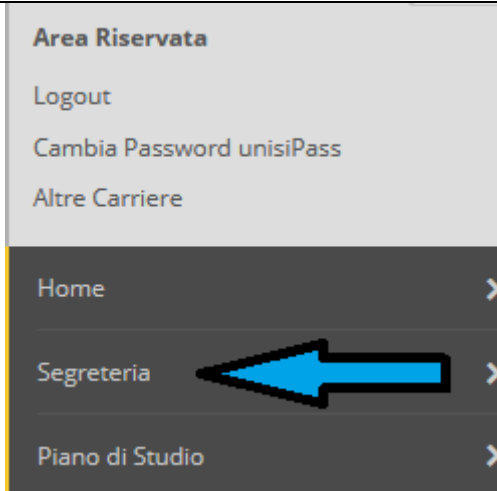 Area Riservata
Logout
Cambia Password unisiPass
Altre Carriere
Home
Segreteria
Piano di Studio